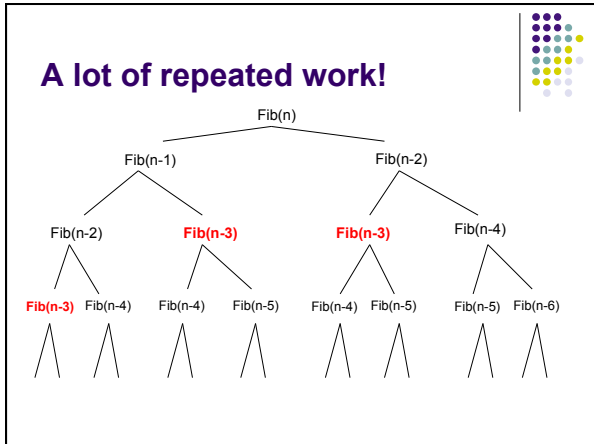 A lot of repeated work!
Fib(n)
Fib(n-1) Fib(n-2)
Fib(n-2) Fib(n-3) Fib(n-3) Fib(n-4)
Fib(n-3) Fib(n-4) Fib(n-4) Fib(n-5) Fib(n-4) Fib(n-5) Fib(n-5) Fib(n-6)